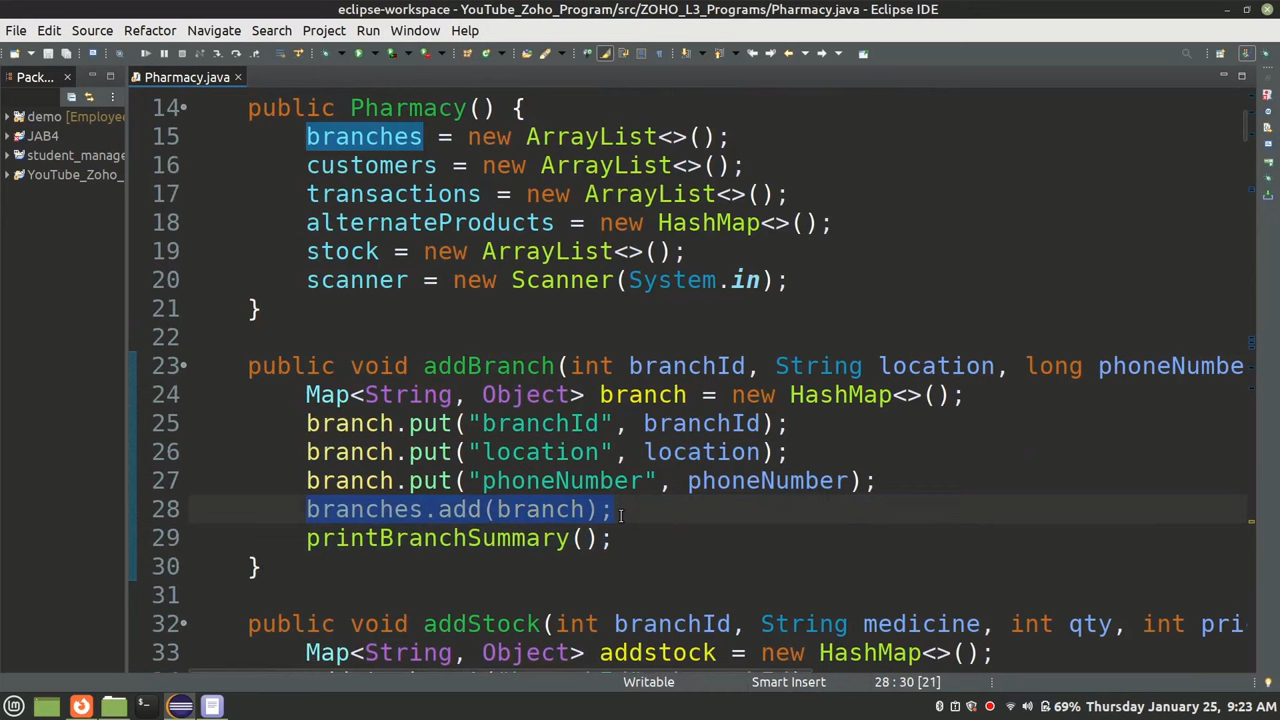 eclipse-workspace - YouTube_Zoho_Program/src/ZOHO_L3_Programs/Pharmacy.java - Eclipse IDE
File Edit Source Refactor Navigate Search Project Run Window Help
Pack... Pharmacy.java
demo [Employee
JAB4
student_manage
YouTube_Zoho_
14 public Pharmacy() {
15 branches = new ArrayList<>();
16 customers = new ArrayList<>();
17 transactions = new ArrayList<>();
18 alternateProducts = new HashMap<>();
19 stock = new ArrayList<>();
20 scanner = new Scanner(System.in);
21 }
22
23 public void addBranch(int branchId, String location, long phoneNumbe
24 Map<String, Object> branch = new HashMap<>();
25 branch.put("branchId", branchId);
26 branch.put("location", location);
27 branch.put("phoneNumber", phoneNumber);
28 branches.add(branch);
29 printBranchSummary();
30 }
31
32 public void addStock(int branchId, String medicine, int qty, int pri
33 Map<String, Object> addstock = new HashMap<>();
Writable Smart Insert 28 : 30 [21]
69% Thursday January 25, 9:23 AM